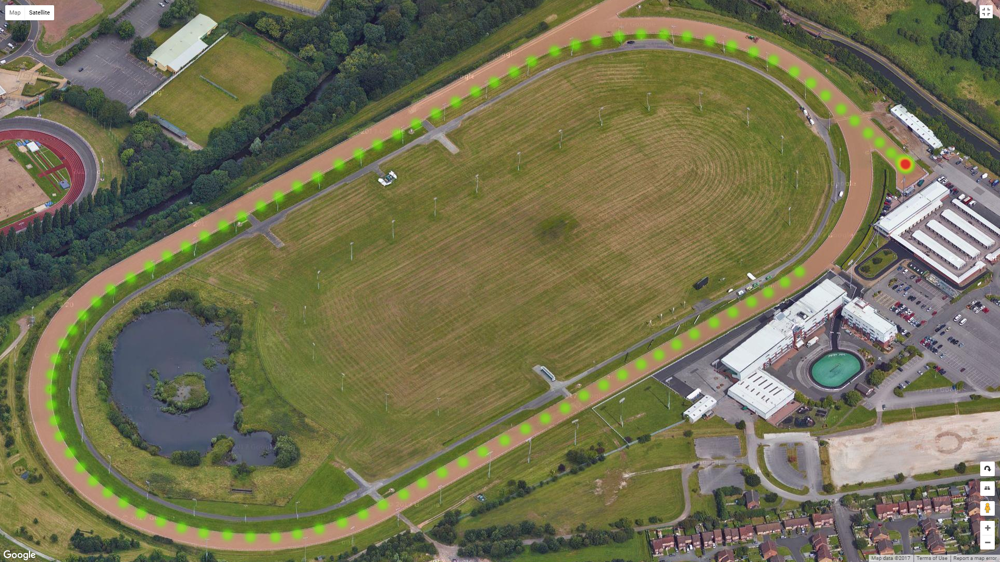 Map
Satellite
Google
Map data ©2017
Terms of Use
Report a map error